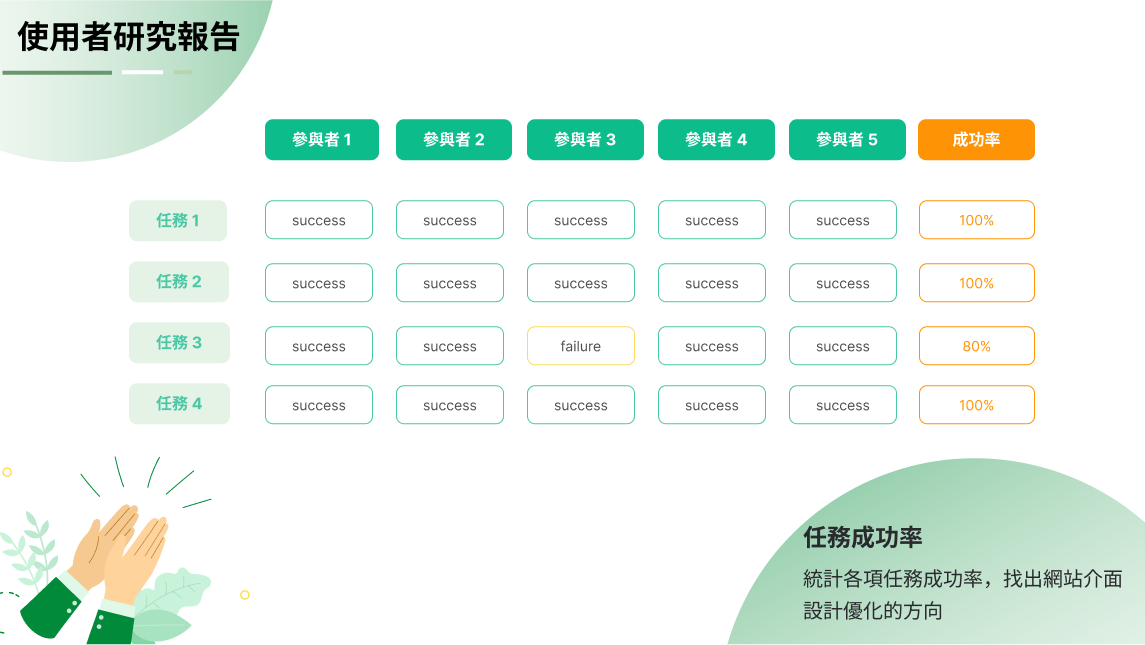 使用者研究報告
參與者 1 參與者 2 參與者 3 參與者 4 參與者 5 成功率
任務 1 success success success success success 100%
任務 2 success success success success success 100%
任務 3 success success failure success success 80%
任務 4 success success success success success 100%
任務成功率
統計各項任務成功率，找出網站介面
設計優化的方向